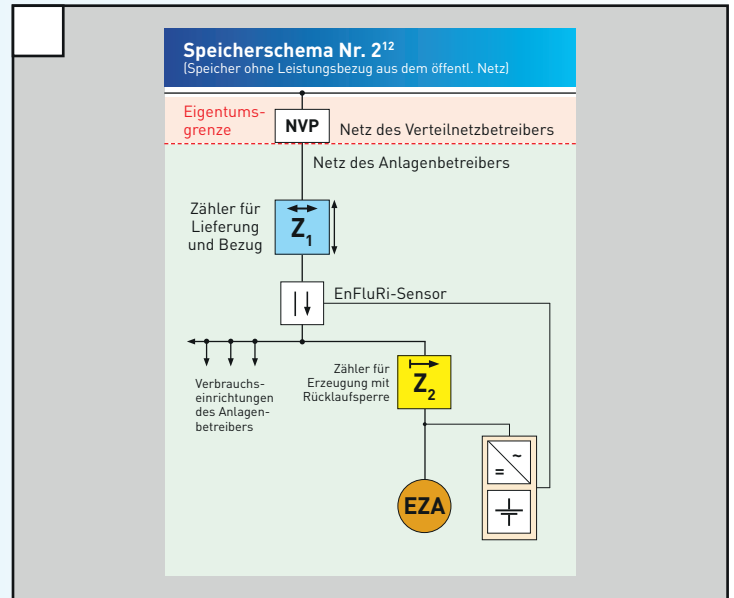 Speicherschema Nr. 2¹²
(Speicher ohne Leistungsbezug aus dem öffentl. Netz)
Eigentums-
grenze
NVP
Netz des Verteilnetzbetreibers
Netz des Anlagenbetreibers
Zähler für
Lieferung
und Bezug
Z₁
EnFluRi-Sensor
Verbrauchs-
einrichtungen
des Anlagen-
betreibers
Zähler für
Erzeugung mit
Rücklaufsperre
Z₂
~
=
EZA